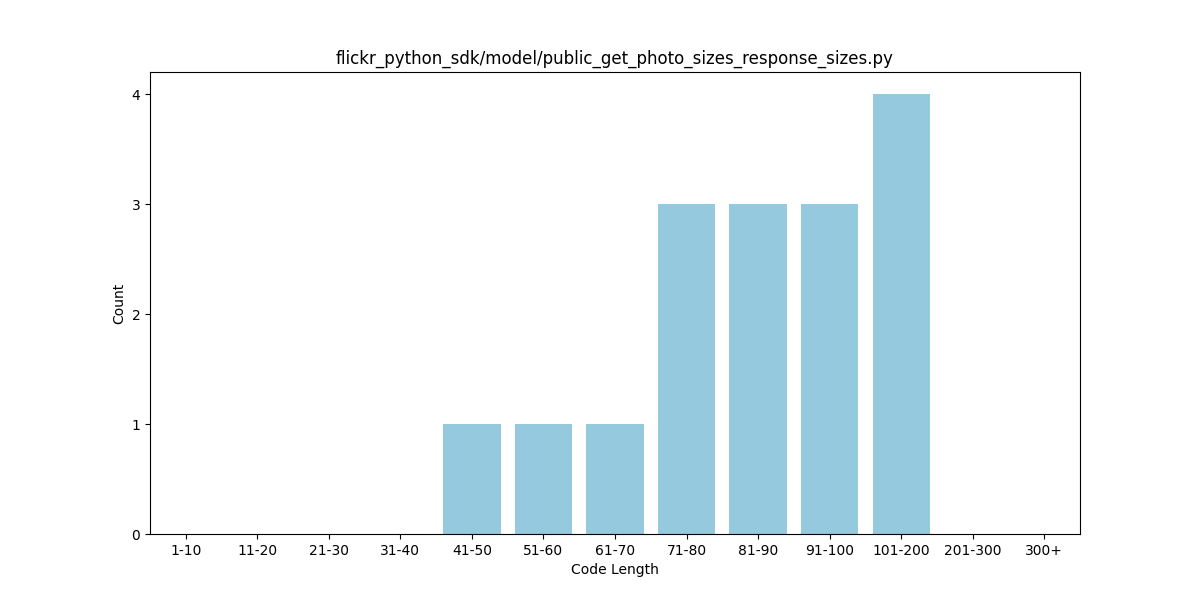 flickr_python_sdk/model/public_get_photo_sizes_response_sizes.py
4
3
2
1
0
Count
1-10 11-20 21-30 31-40 41-50 51-60 61-70 71-80 81-90 91-100 101-200 201-300 300+
Code Length